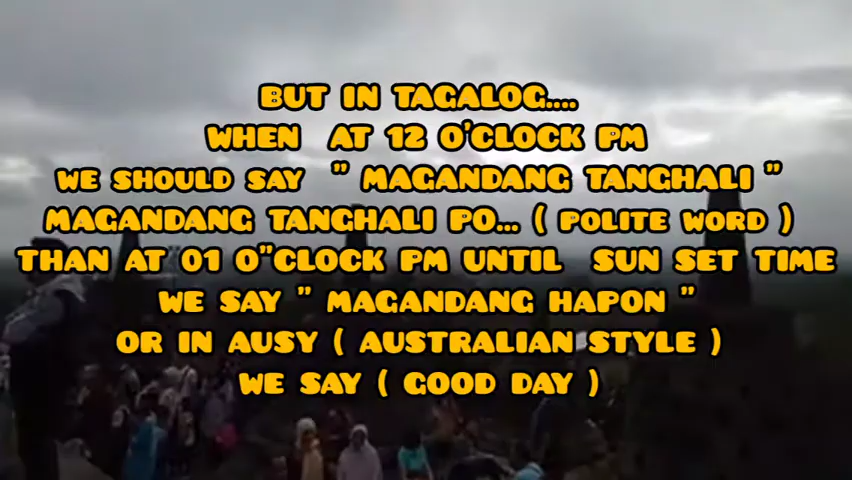 BUT IN TAGALOG....
WHEN AT 12 O'CLOCK PM
WE SHOULD SAY " MAGANDANG TANGHALI "
MAGANDANG TANGHALI PO... ( POLITE WORD )
THAN AT 01 O"CLOCK PM UNTIL SUN SET TIME
WE SAY " MAGANDANG HAPON "
OR IN AUSY ( AUSTRALIAN STYLE )
WE SAY ( GOOD DAY )